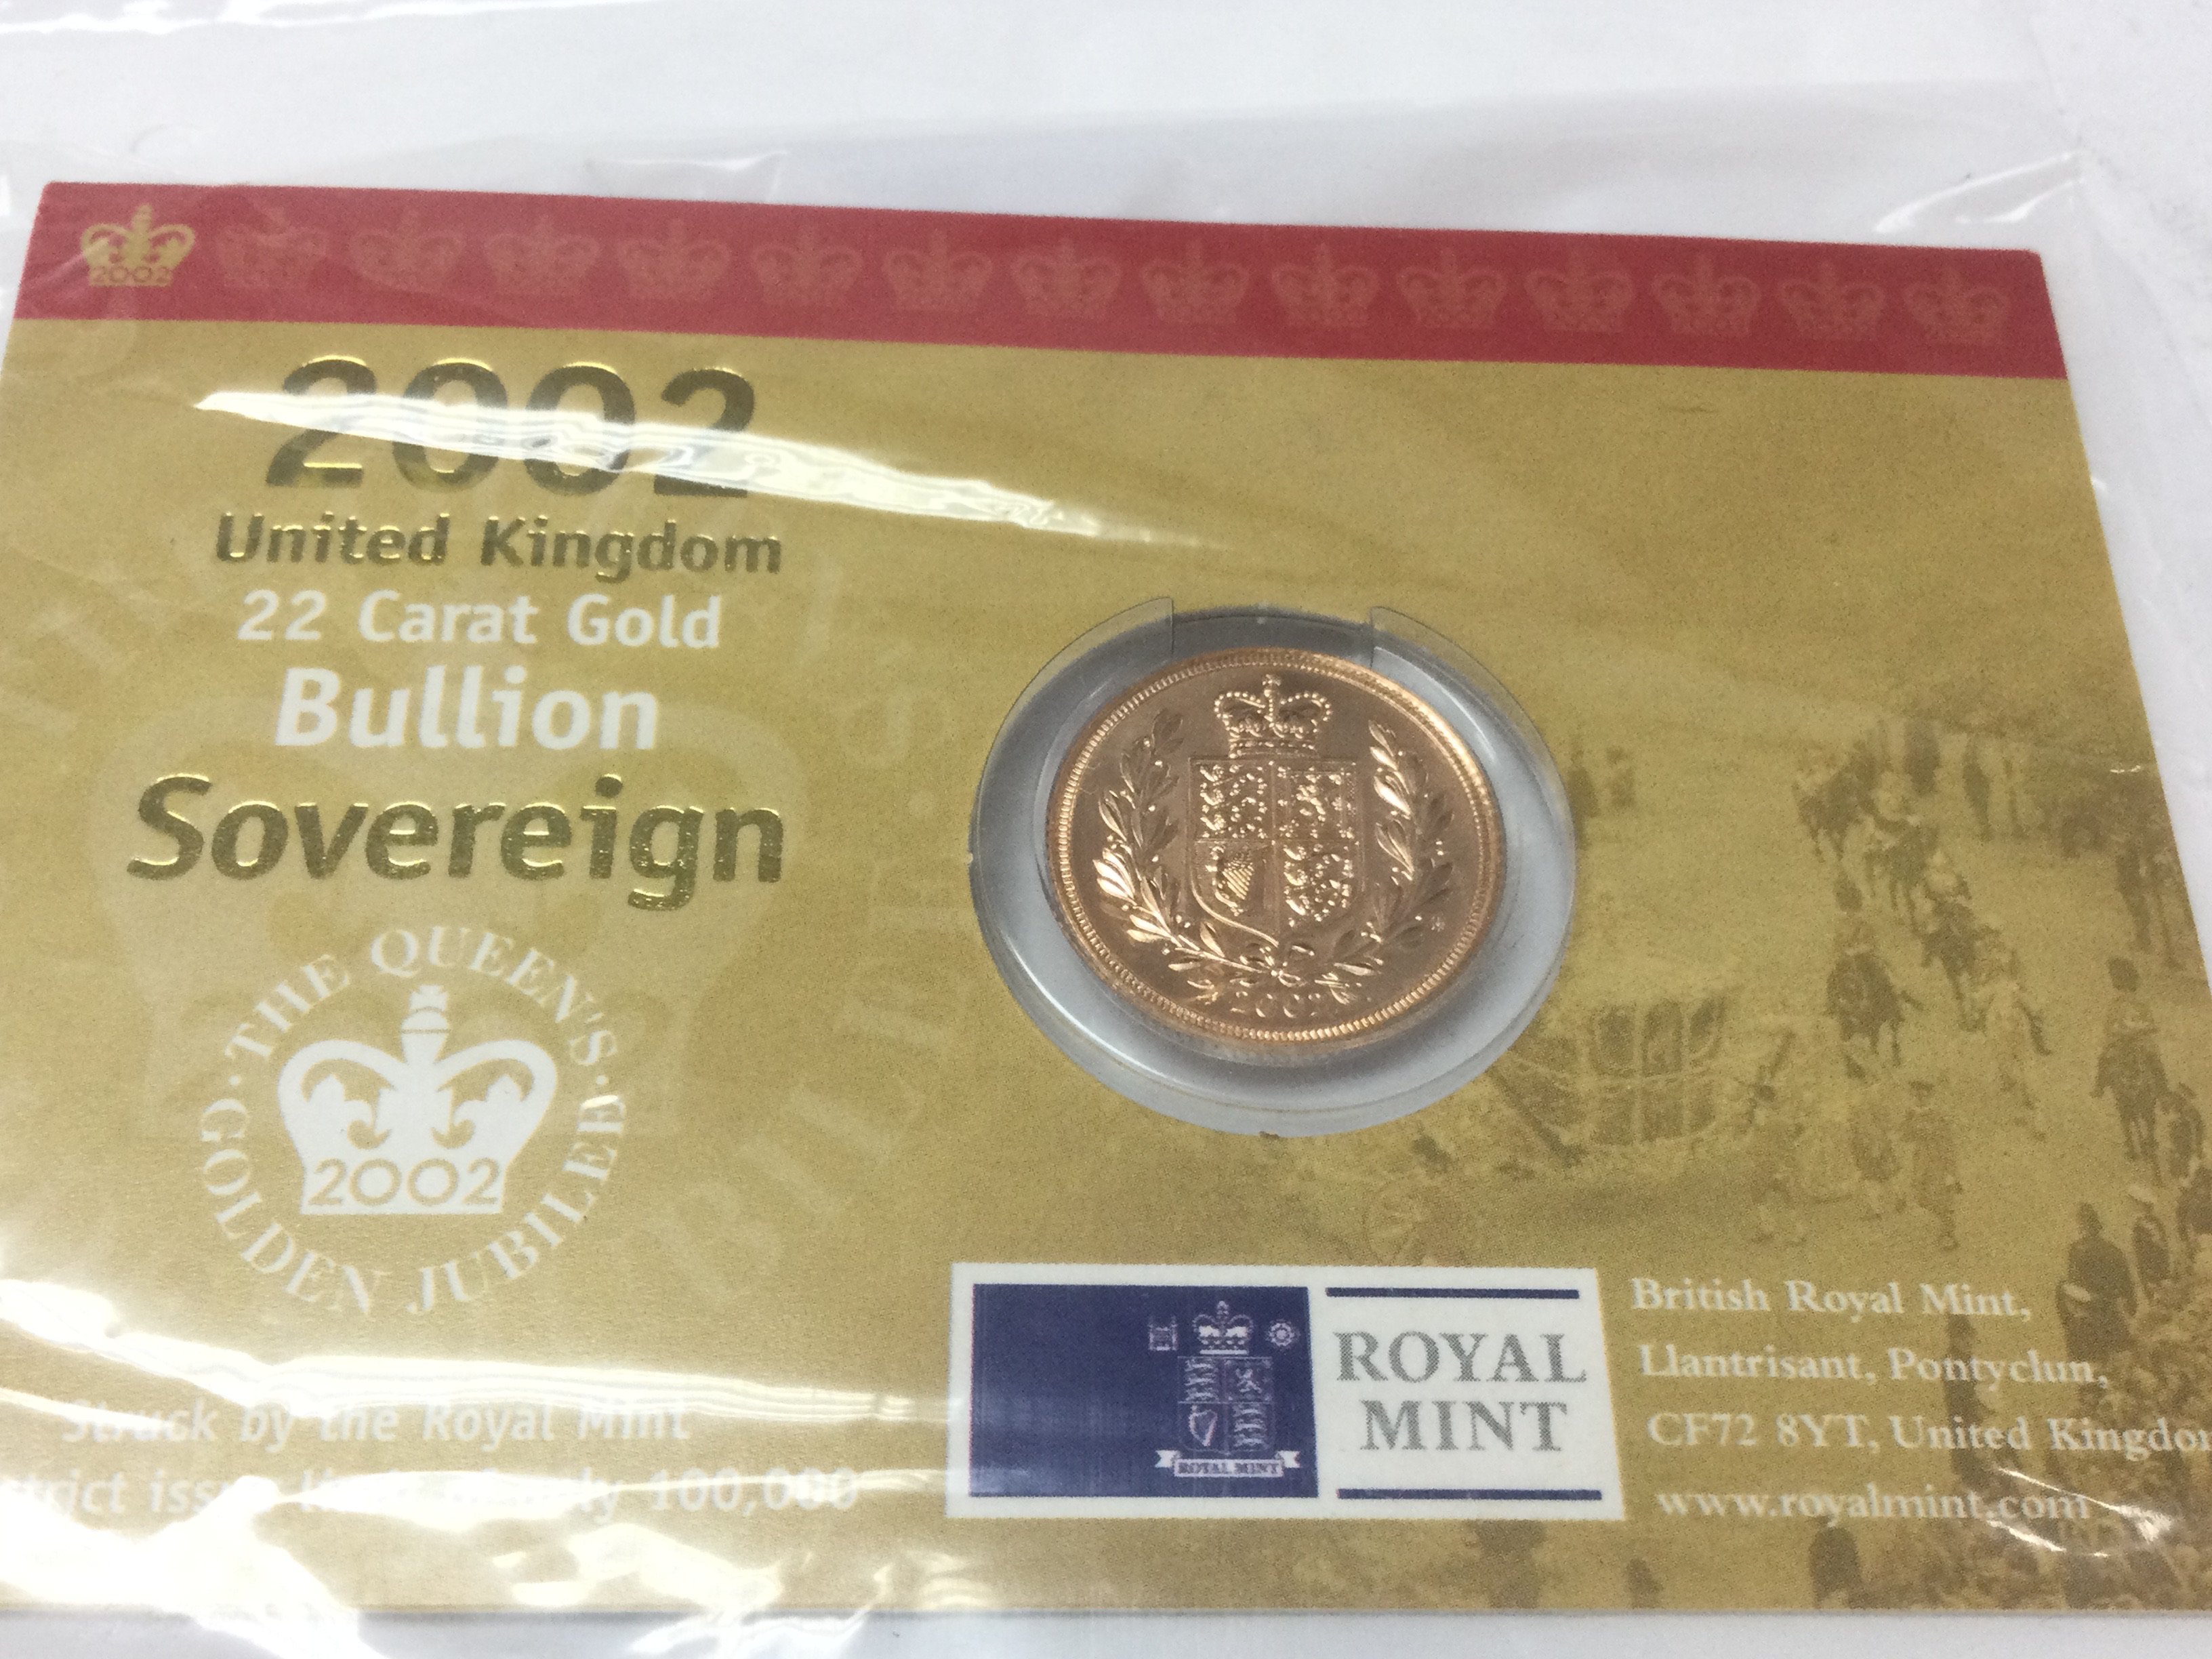 2002
2002
United Kingdom
22 Carat Gold
Bullion
Sovereign
THE QUEEN'S
GOLDEN JUBILEE
2002
Struck by the Royal Mint
100,000
2002
ROYAL MINT
ROYAL
MINT
British Royal Mint,
Llantrisant, Pontyclun,
CF72 8YT, United
www.royalmint.com